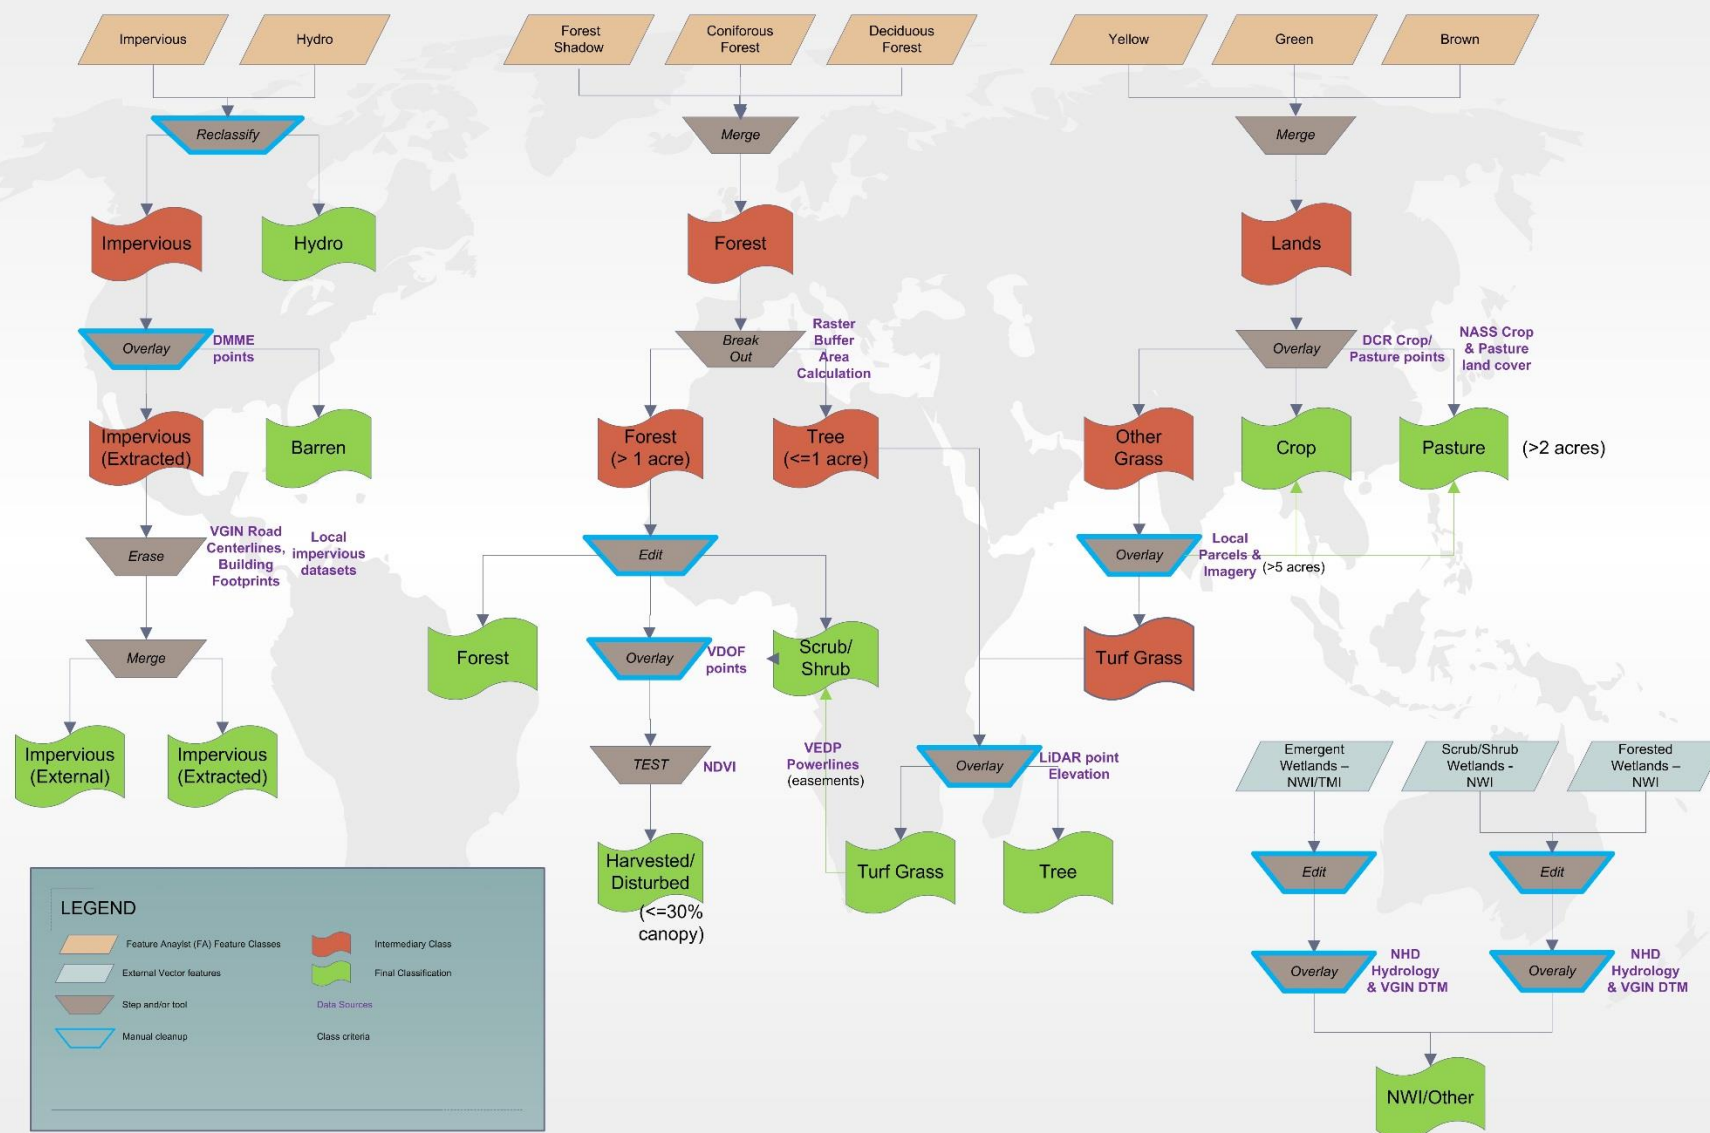 Impervious
Hydro
Forest
Shadow
Coniforous
Forest
Deciduous
Forest
Yellow
Green
Brown
Reclassify
Merge
Merge
Impervious
Hydro
Forest
Lands
Overlay
DMME
points
Break
Out
Raster
Buffer
Area
Calculation
Overlay
DCR Crop/
Pasture points
NASS Crop
& Pasture
land cover
Impervious
(Extracted)
Barren
Forest
(> 1 acre)
Tree
(<=1 acre)
Other
Grass
Crop
Pasture
(>2 acres)
Erase
VGIN Road
Centerlines,
Building
Footprints
Local
impervious
datasets
Edit
Overlay
Local
Parcels &
Imagery
(>5 acres)
Merge
Forest
Overlay
VDOF
points
Scrub/
Shrub
Turf Grass
Impervious
(External)
Impervious
(Extracted)
TEST
NDVI
VEDP
Powerlines
(easements)
Overlay
LiDAR point
Elevation
Emergent
Wetlands –
NWI/TMI
Scrub/Shrub
Wetlands -
NWI
Forested
Wetlands –
NWI
Harvested/
Disturbed
(<=30%
canopy)
Turf Grass
Tree
Edit
Edit
Overlay
NHD
Hydrology
& VGIN DTM
Overaly
NHD
Hydrology
& VGIN DTM
NWI/Other
LEGEND
Feature Anaylst (FA) Feature Classes
Intermediary Class
External Vector features
Final Classification
Step and/or tool
Data Sources
Manual cleanup
Class criteria